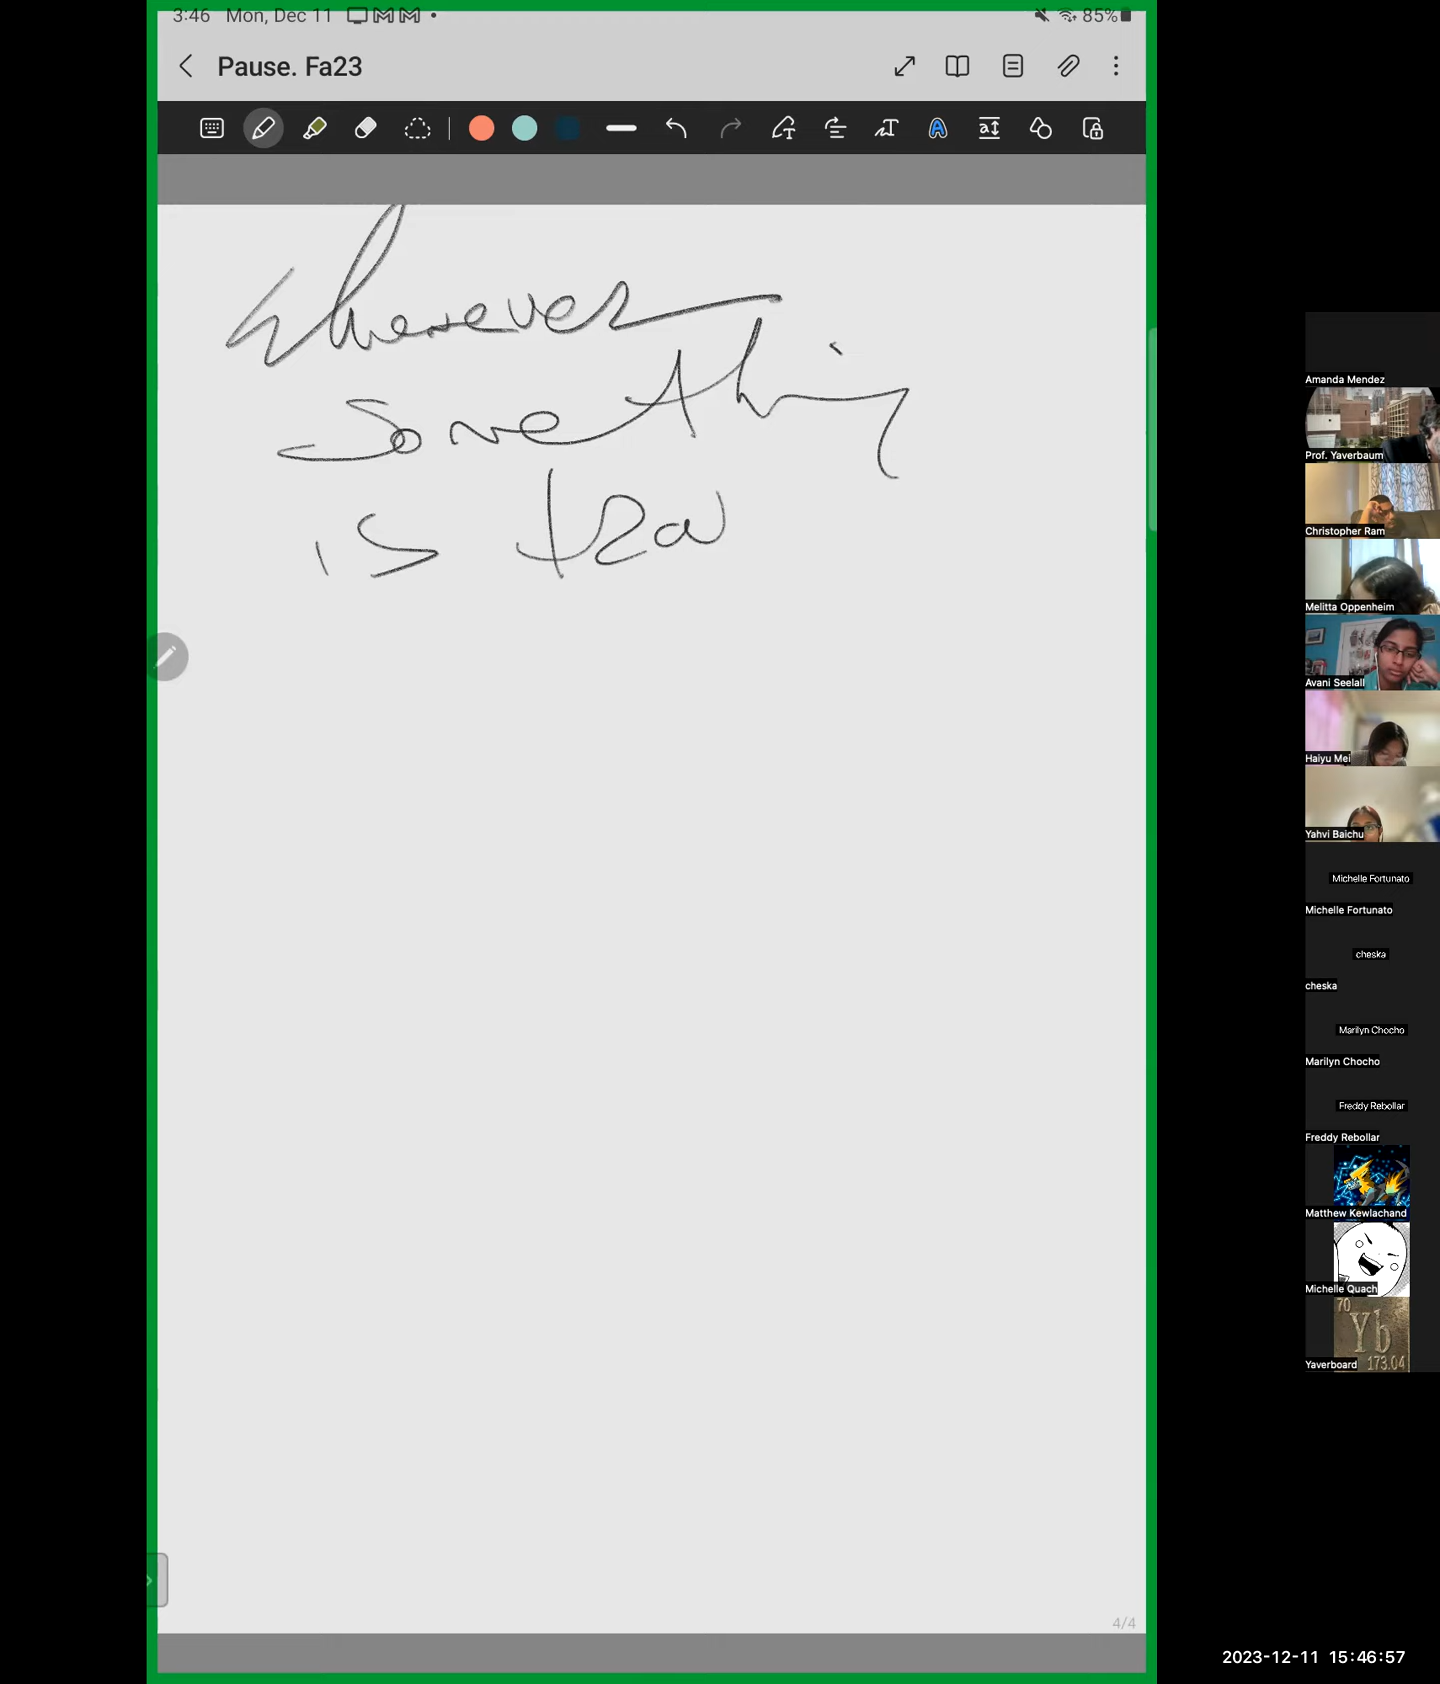 3:46 Mon, Dec 11
85%
Pause. Fa23
Wherever
Something
is tra
4/4
Amanda Mendez
Prof. Yaverbaum
Christopher Ram
Melitta Oppenheim
Avani Seelall
Haiyu Mei
Yahvi Baichu
Michelle Fortunato
Michelle Fortunato
cheska
cheska
Marilyn Chocho
Marilyn Chocho
Freddy Rebollar
Freddy Rebollar
Matthew Kewlachand
Michelle Quach
70
Yb
Yaverboard 173.04
2023-12-11 15:46:57